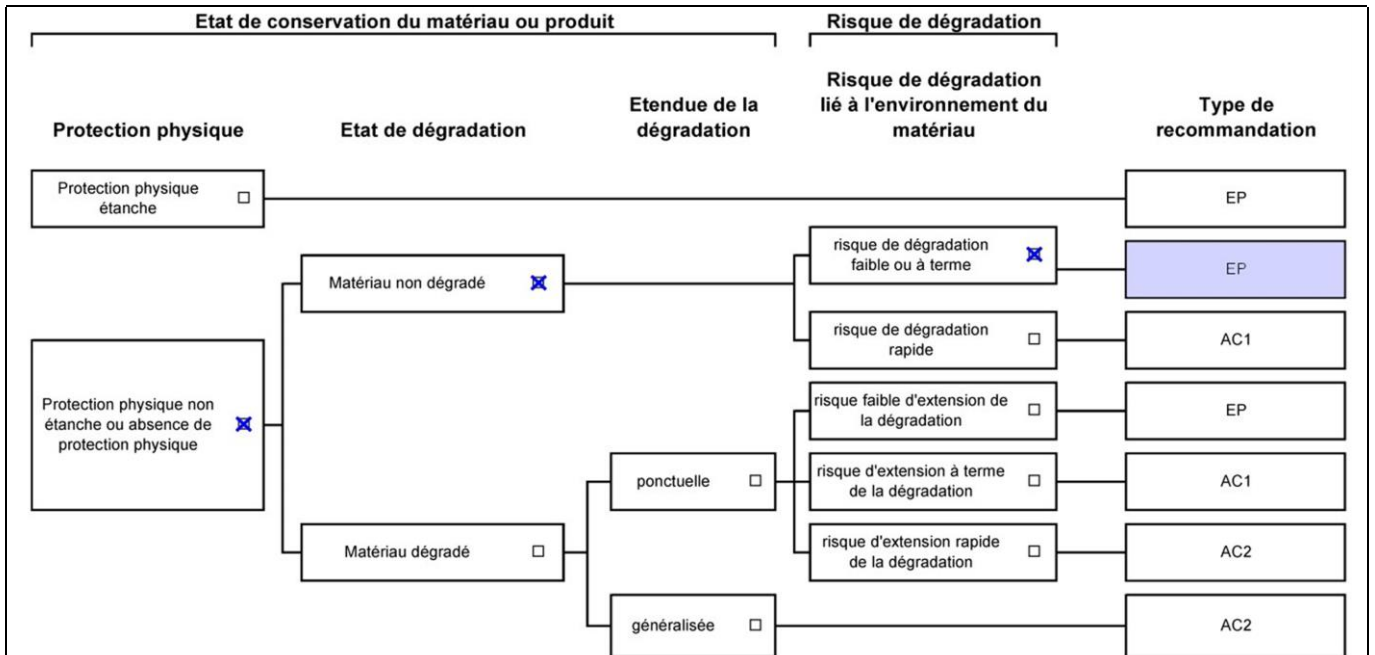 Etat de conservation du matériau ou produit
Risque de dégradation
Protection physique
Etat de dégradation
Etendue de la
dégradation
Risque de dégradation
lié à l'environnement du
matériau
Type de
recommandation
Protection physique
étanche
EP
Protection physique non
étanche ou absence de
protection physique
Matériau non dégradé
risque de dégradation
faible ou à terme
EP
risque de dégradation
rapide
AC1
Matériau dégradé
ponctuelle
risque faible d'extension de
la dégradation
EP
risque d'extension à terme
de la dégradation
AC1
risque d'extension rapide
de la dégradation
AC2
généralisée
AC2